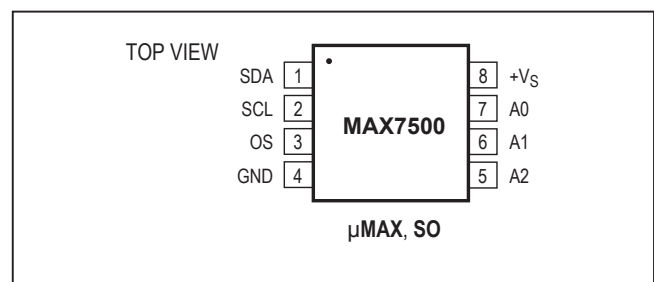 TOP VIEW
SDA 1
SCL 2
OS 3
GND 4
MAX7500
8 +VS
7 A0
6 A1
5 A2
µMAX, SO